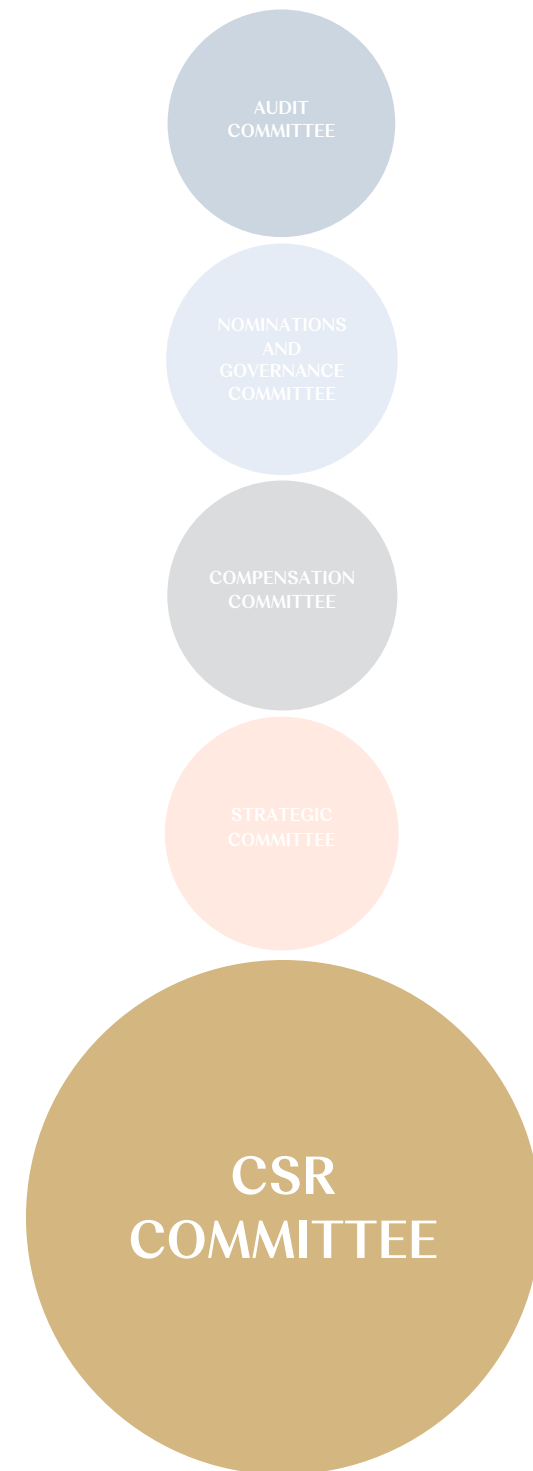 AUDIT
COMMITTEE
NOMINATIONS
AND
GOVERNANCE
COMMITTEE
COMPENSATION
COMMITTEE
STRATEGIC
COMMITTEE
CSR
COMMITTEE